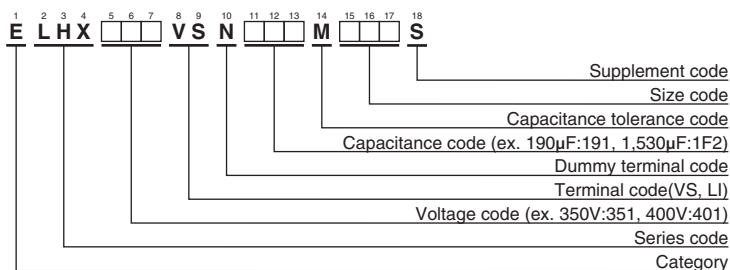 1 2 3 4 5 6 7 8 9 10 11 12 13 14 15 16 17 18
E L H X □□□ V S N □□□ M □□□ S
Supplement code
Size code
Capacitance tolerance code
Capacitance code (ex. 190µF:191, 1,530µF:1F2)
Dummy terminal code
Terminal code(VS, LI)
Voltage code (ex. 350V:351, 400V:401)
Series code
Category